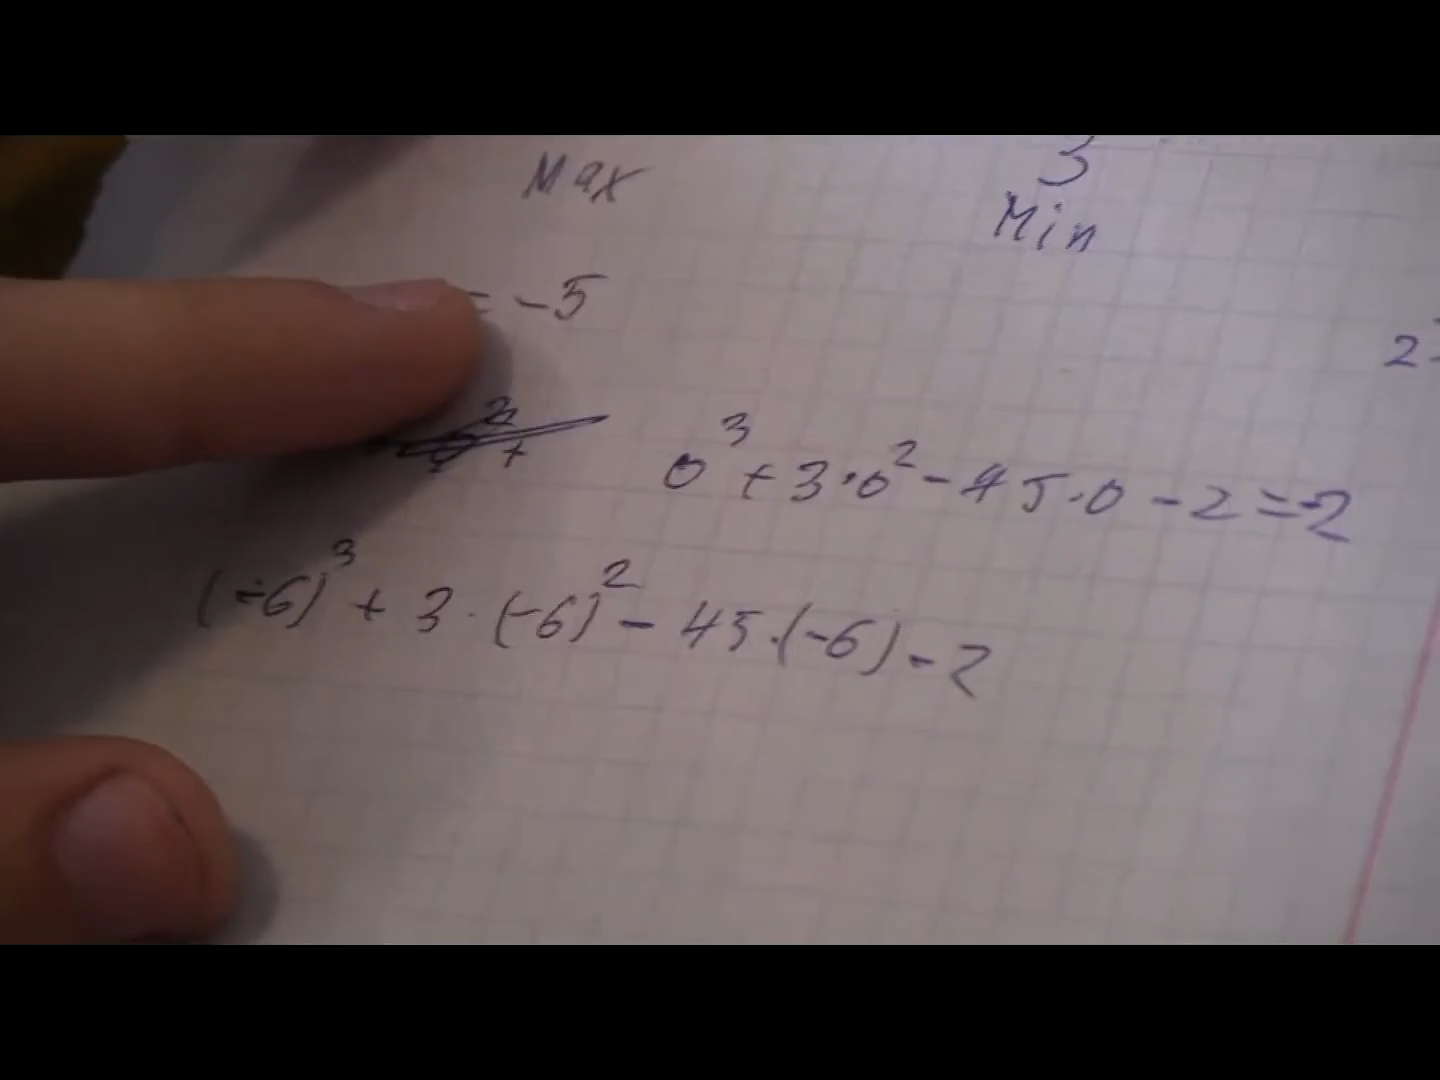 3
Max
Min
= -5
2
0³ + 3·0² - 45·0 - 2 = -2
(-6)³ + 3·(-6)² - 45·(-6) - 2